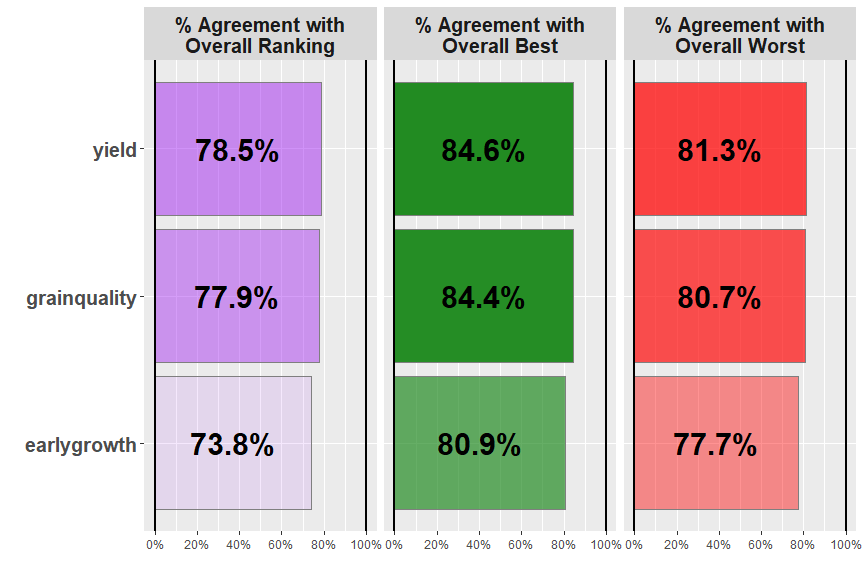 % Agreement with
Overall Ranking
% Agreement with
Overall Best
% Agreement with
Overall Worst
yield
78.5%
84.6%
81.3%
grainquality
77.9%
84.4%
80.7%
earlygrowth
73.8%
80.9%
77.7%
0% 20% 40% 60% 80% 100% 0% 20% 40% 60% 80% 100% 0% 20% 40% 60% 80% 100%